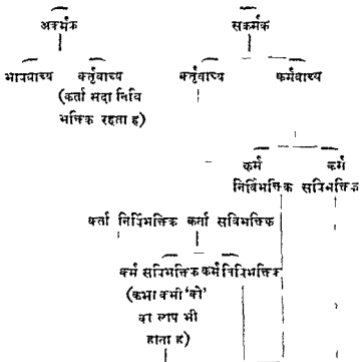 अकर्मक सकर्मक
भाववाच्य कर्तृवाच्य कर्तृवाच्य कर्मवाच्य
(कर्ता सदा निर्वि
भक्तिक रहता है)
कर्म कर्म
निर्विभक्तिक सविभक्तिक
कर्ता निर्विभक्तिक कर्ता सविभक्तिक
कर्म सविभक्तिक कर्म निर्विभक्तिक
(कभी कभी 'को'
का लोप भी
होता है)